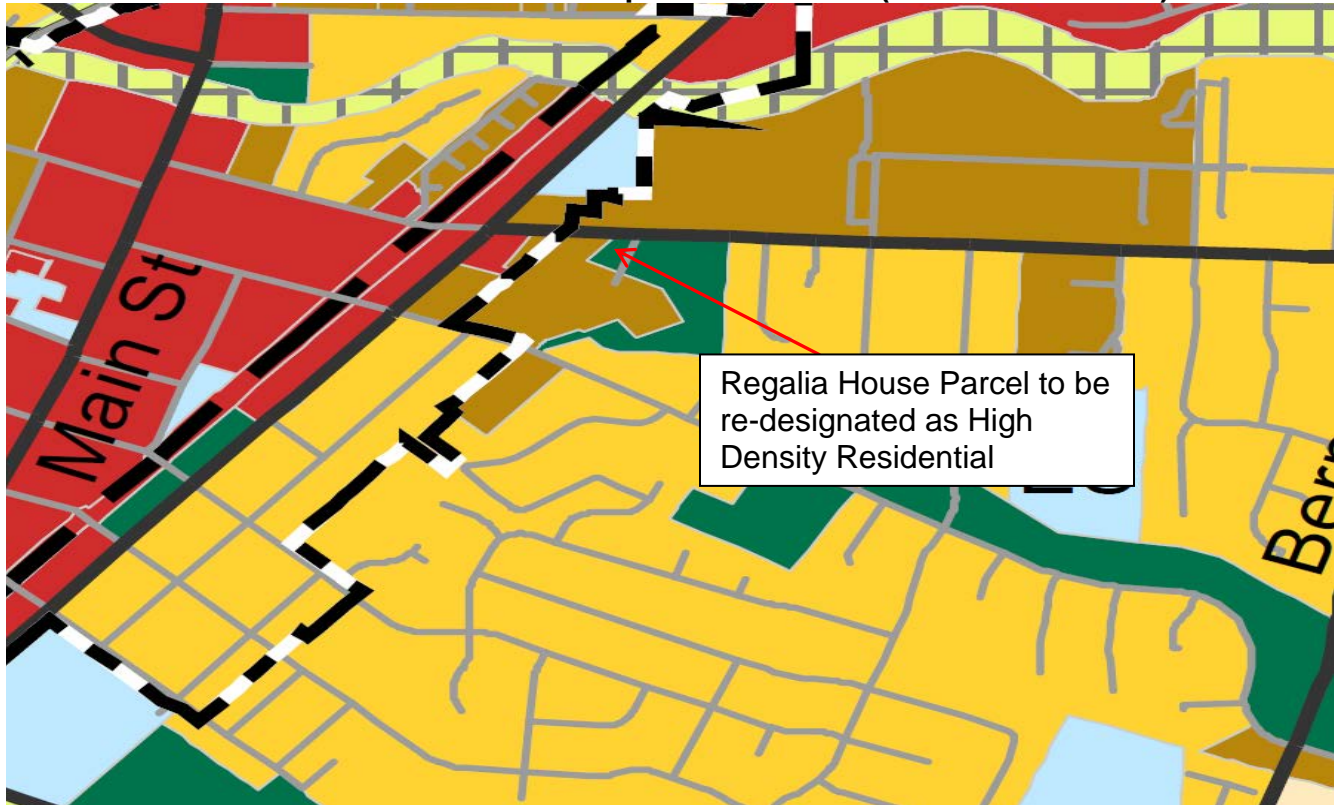 Main St
Regalia House Parcel to be
re-designated as High
Density Residential